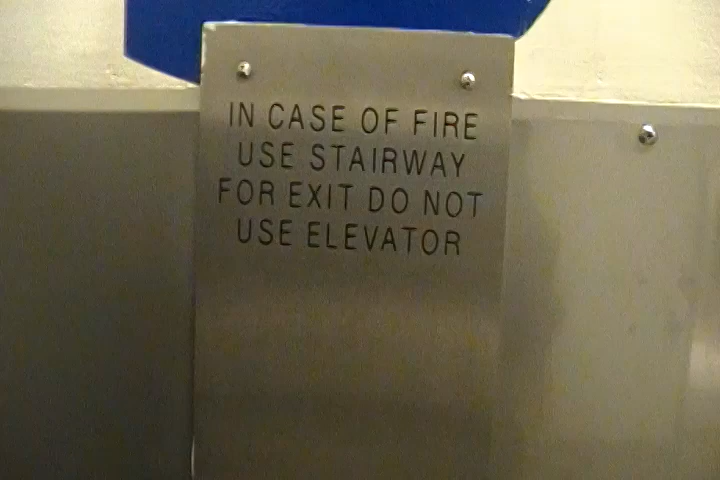 IN CASE OF FIRE
USE STAIRWAY
FOR EXIT DO NOT
USE ELEVATOR